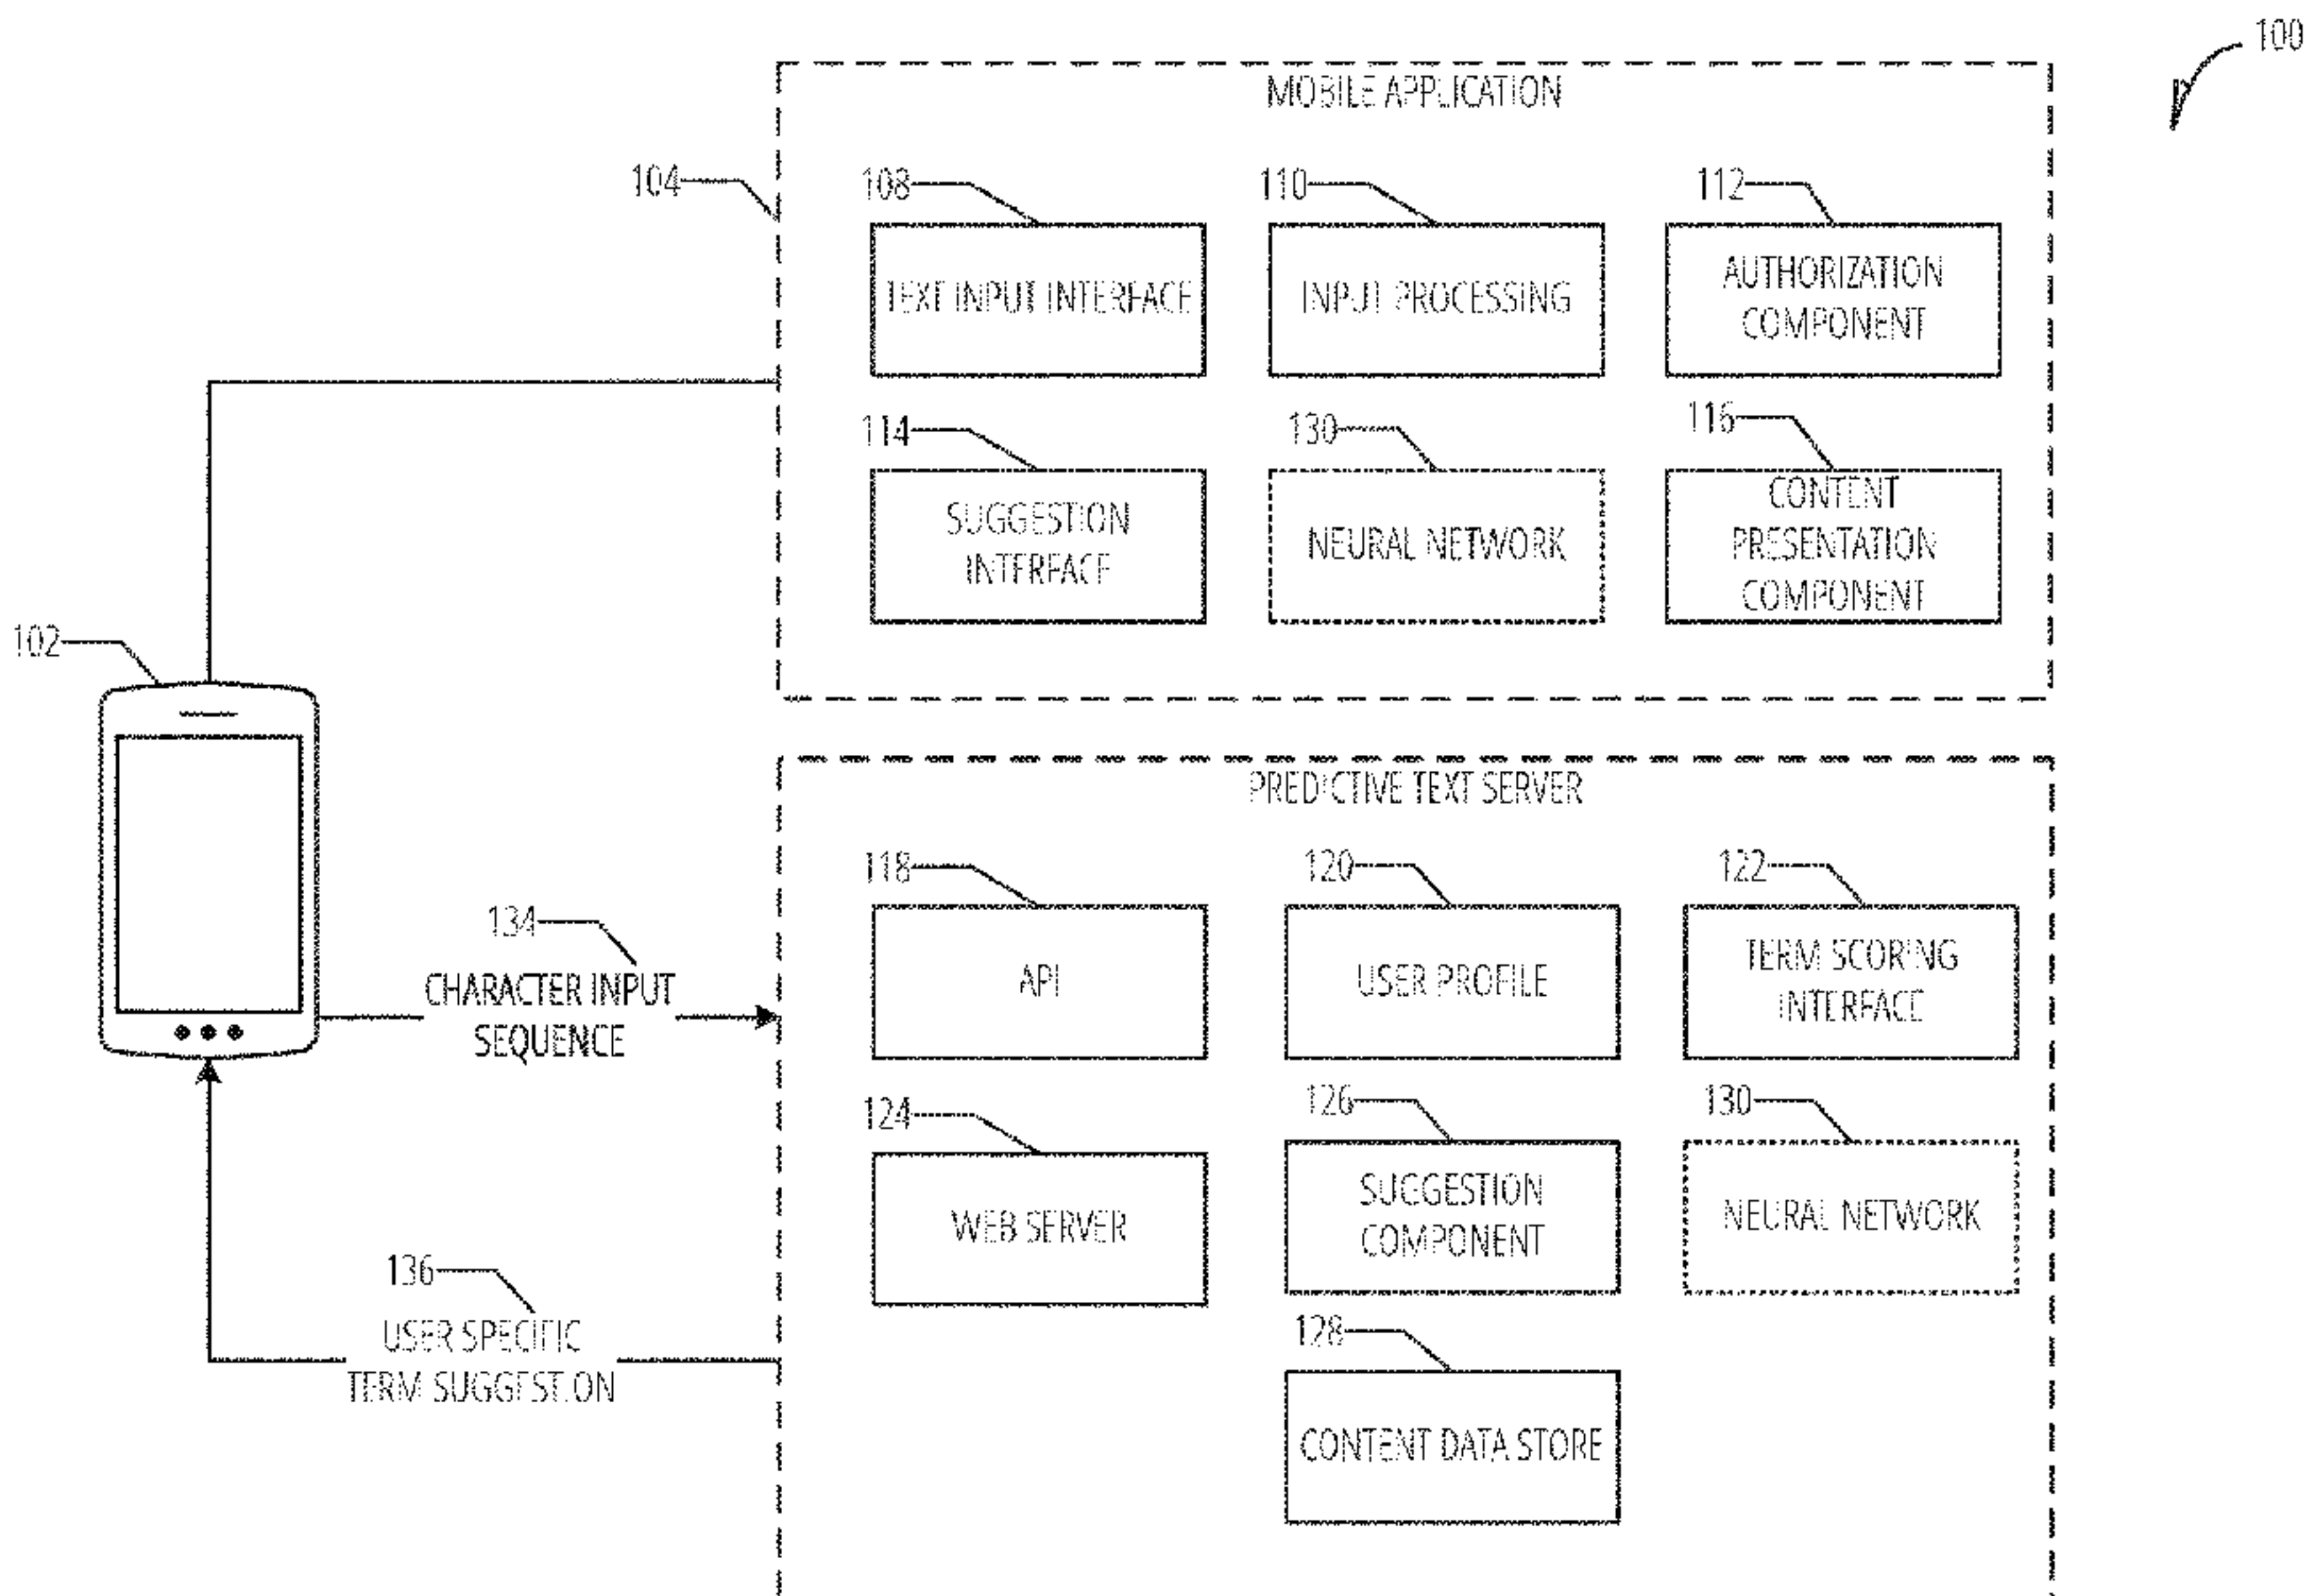 100
MOBILE APPLICATION
104
108
110
112
TEXT INPUT INTERFACE
INPUT PROCESSING
AUTHORIZATION
COMPONENT
114
130
116
SUGGESTION
INTERFACE
NEURAL NETWORK
CONTENT
PRESENTATION
COMPONENT
102
PREDICTIVE TEXT SERVER
118
120
122
API
USER PROFILE
TERM SCORING
INTERFACE
134
CHARACTER INPUT
SEQUENCE
124
126
130
WEB SERVER
SUGGESTION
COMPONENT
NEURAL NETWORK
136
USER SPECIFIC
TERM SUGGESTION
128
CONTENT DATA STORE